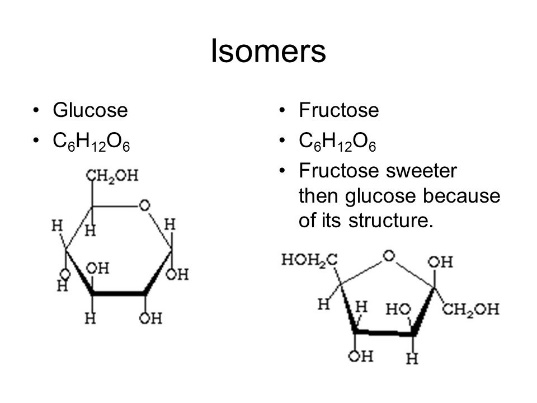 Isomers
• Glucose
• C₆H₁₂O₆
CH₂OH
O
H
H
H
OH
O
H
OH
H
OH
• Fructose
• C₆H₁₂O₆
• Fructose sweeter
then glucose because
of its structure.
HOH₂C
O
OH
H
H
HO
CH₂OH
OH
H